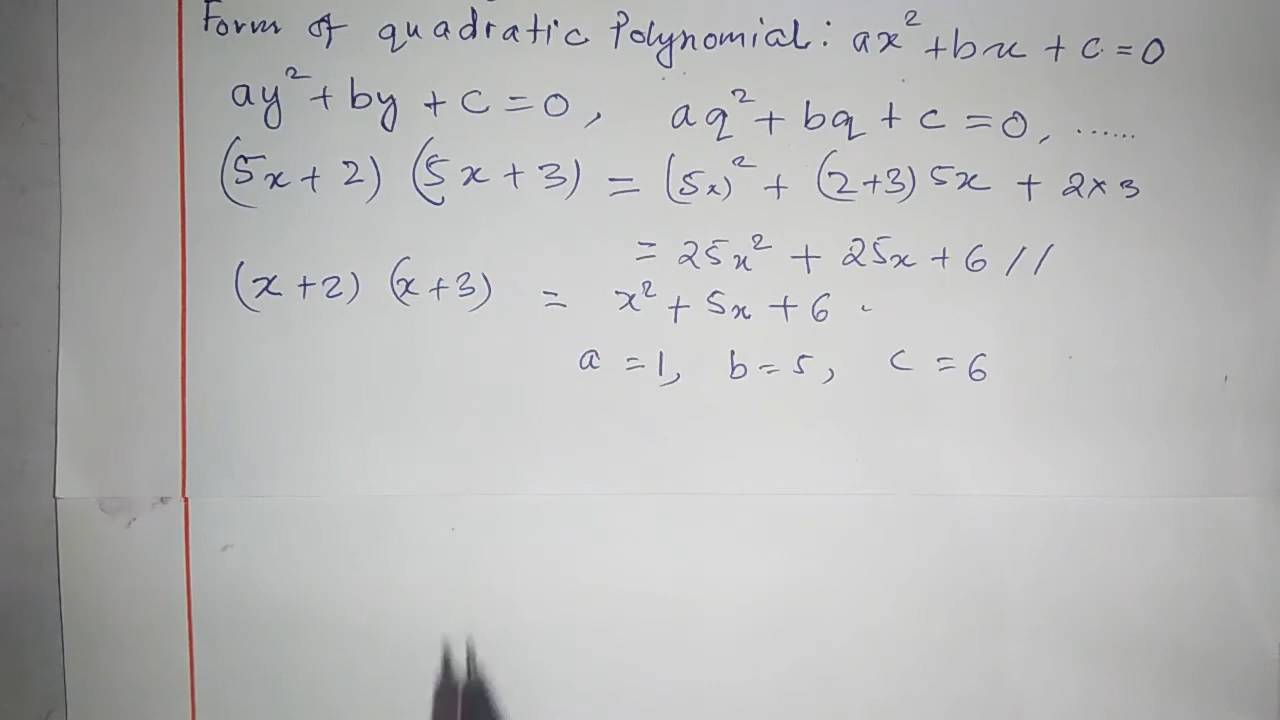 Form of quadratic Polynomial: ax² + bx + c = 0
ay² + by + c = 0, aq² + bq + c = 0, ......
(5x + 2) (5x + 3) = (5x)² + (2+3) 5x + 2 × 3
= 25x² + 25x + 6 //
(x + 2) (x + 3) = x² + 5x + 6 .
a = 1, b = 5, c = 6